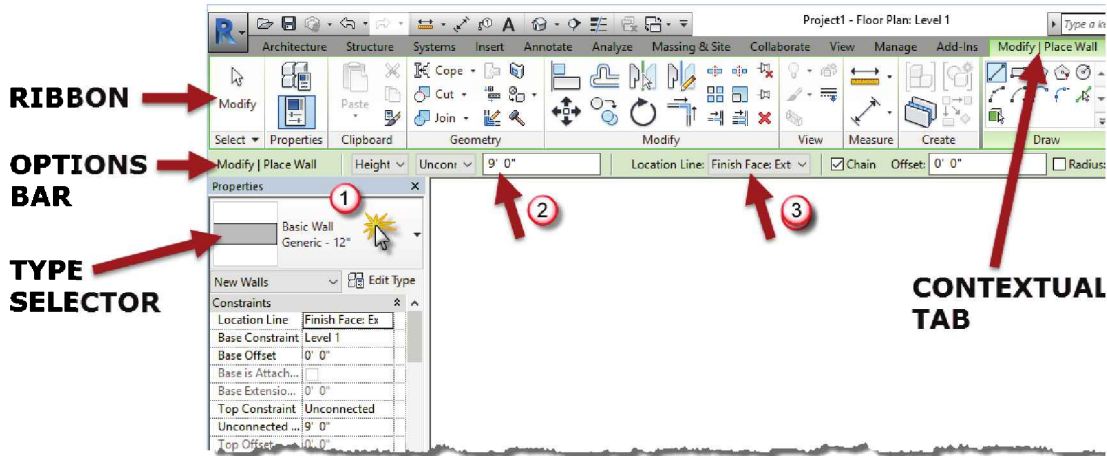 Project1 - Floor Plan: Level 1
Type a ke
R
Architecture Structure Systems Insert Annotate Analyze Massing & Site Collaborate View Manage Add-Ins Modify | Place Wall
RIBBON
Modify
Paste
Cope
Cut
Join
Select Properties Clipboard Geometry Modify View Measure Create Draw
OPTIONS
BAR
Modify | Place Wall Height Unconr 9' 0" Location Line: Finish Face: Ext Chain Offset: 0' 0" Radius:
Properties
1
2
3
Basic Wall
Generic - 12"
TYPE
SELECTOR
New Walls Edit Type
CONTEXTUAL
TAB
Constraints
Location Line Finish Face: Ex
Base Constraint Level 1
Base Offset 0' 0"
Base is Attach...
Base Extensio... 0' 0"
Top Constraint Unconnected
Unconnected ... 9' 0"
Top Offset 0' 0"